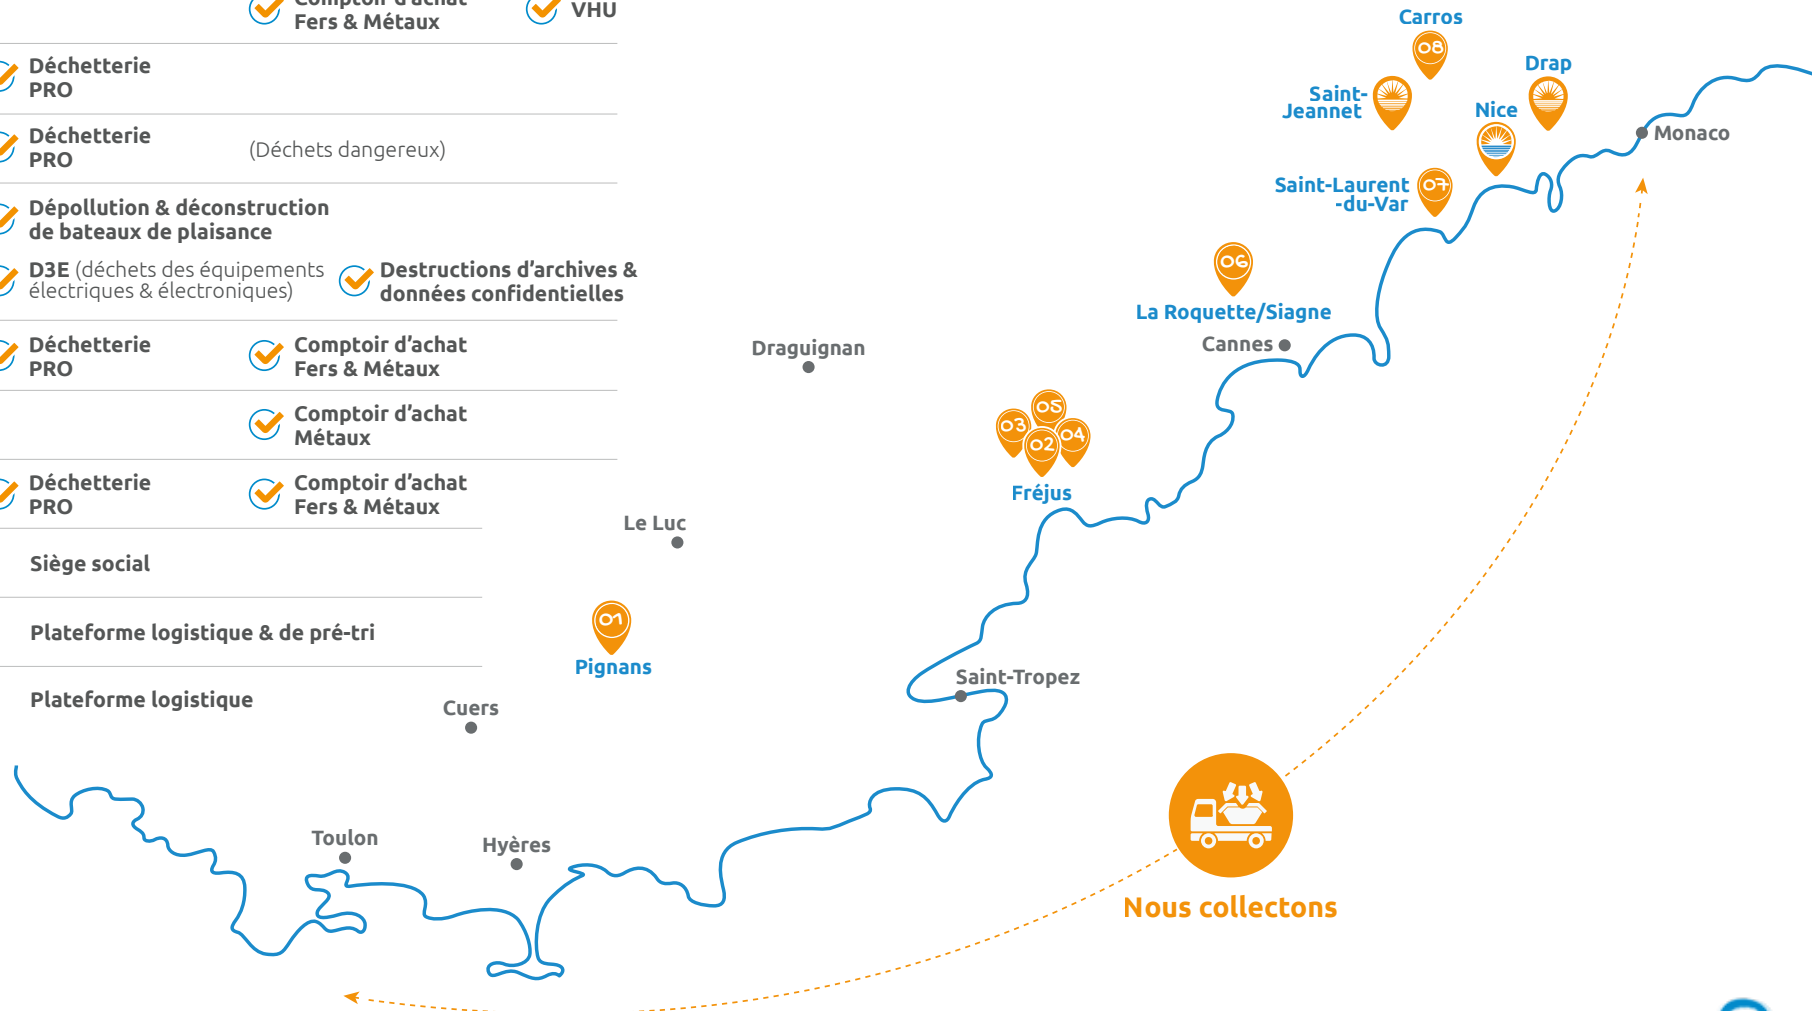 Comptoir d'achat
Fers & Métaux
VHU
Déchetterie
PRO
Déchetterie
PRO
(Déchets dangereux)
Dépollution & déconstruction
de bateaux de plaisance
D3E (déchets des équipements
électriques & électroniques)
Destructions d'archives &
données confidentielles
Déchetterie
PRO
Comptoir d'achat
Fers & Métaux
Comptoir d'achat
Métaux
Déchetterie
PRO
Comptoir d'achat
Fers & Métaux
Siège social
Plateforme logistique & de pré-tri
Plateforme logistique
Carros
08
Drap
Saint-
Jeannet
Nice
Monaco
Saint-Laurent
-du-Var
07
06
La Roquette/Siagne
Cannes
Draguignan
05
03
04
02
Fréjus
Le Luc
01
Pignans
Saint-Tropez
Cuers
Toulon
Hyères
Nous collectons